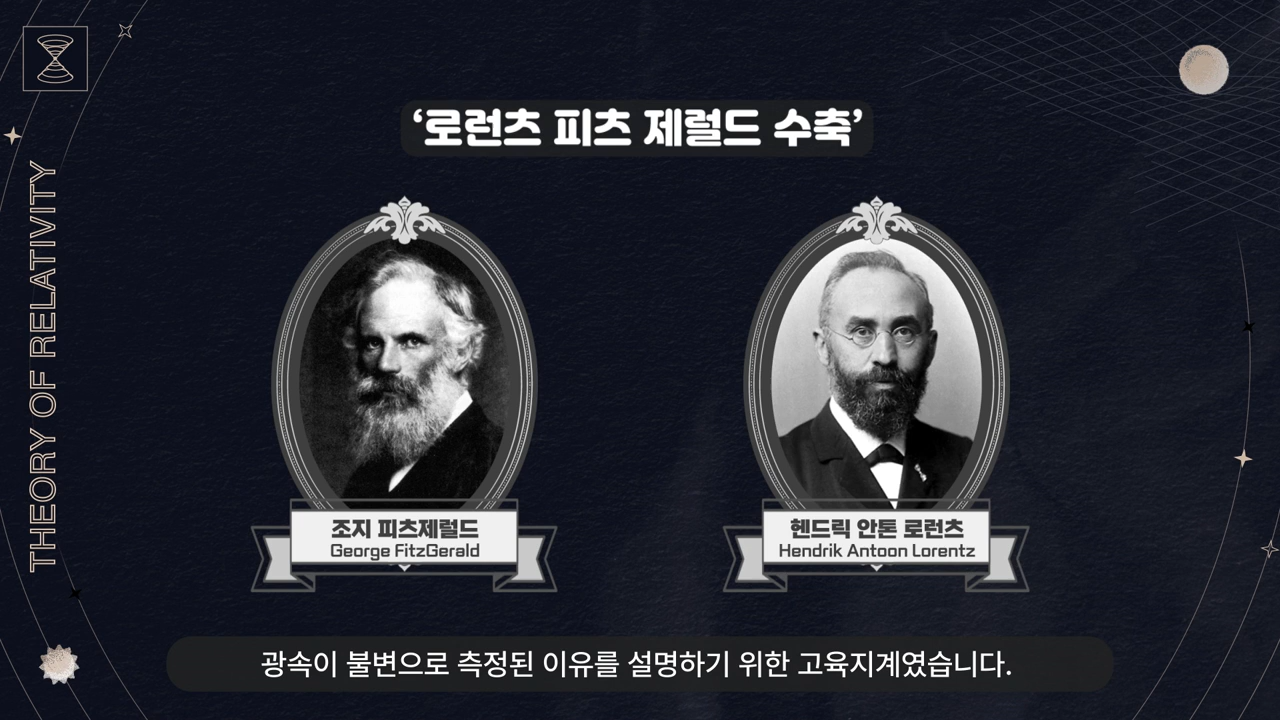 THEORY OF RELATIVITY
‘로런츠 피츠 제럴드 수축’
조지 피츠제럴드
George FitzGerald
헨드릭 안톤 로런츠
Hendrik Antoon Lorentz
광속이 불변으로 측정된 이유를 설명하기 위한 고육지계였습니다.